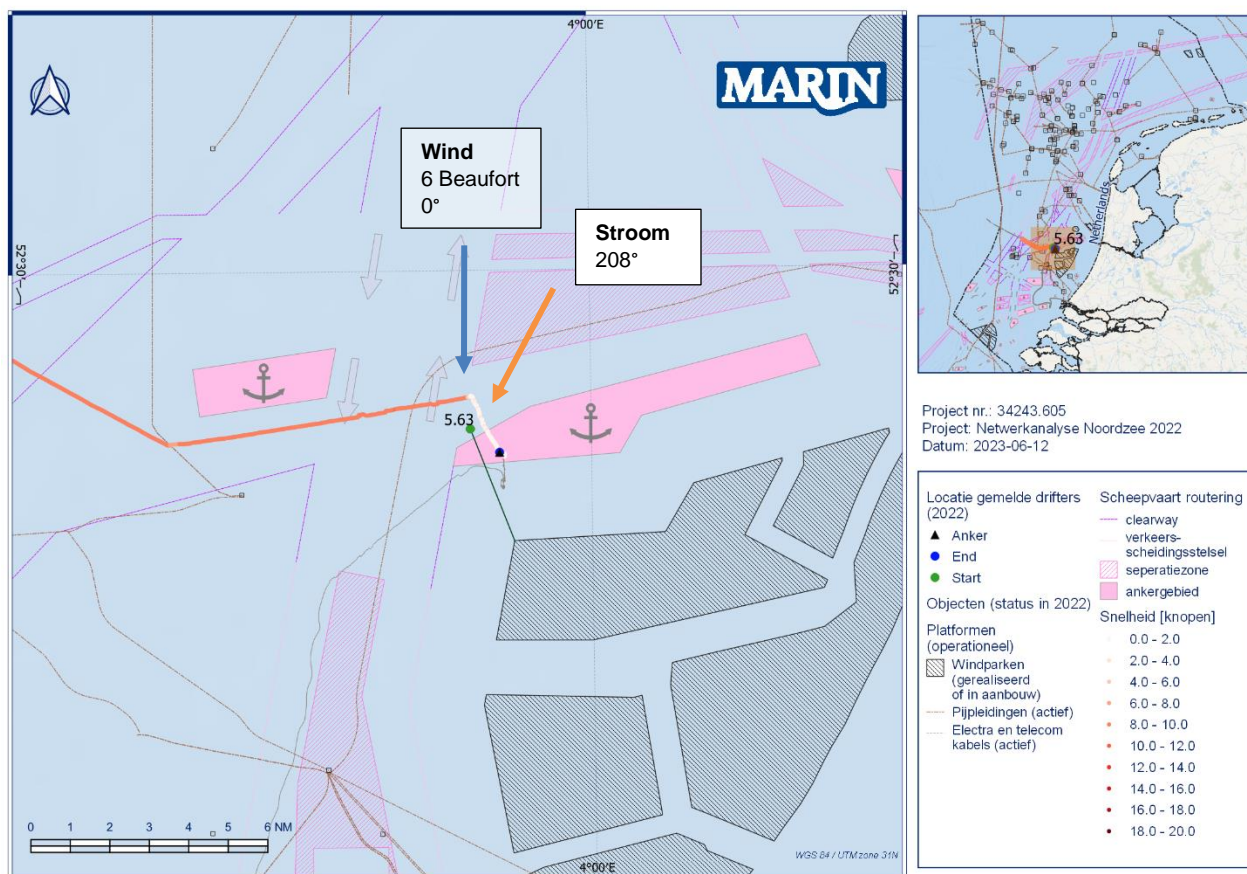 4°00'E
MARIN
Wind
6 Beaufort
0°
Stroom
208°
52°30'
52°30'
5.63
0 1 2 3 4 5 6 NM
WGS 84 / UTM zone 31N
4°00'E
Netherlands
5.63
Project nr.: 34243.605
Project: Netwerkanalyse Noordzee 2022
Datum: 2023-06-12
Locatie gemelde drifters
(2022)
Anker
End
Start
Objecten (status in 2022)
Platformen
(operationeel)
Windparken
(gerealiseerd
of in aanbouw)
Pijpleidingen (actief)
Electra en telecom
kabels (actief)
Scheepvaart routering
clearway
verkeers-
scheidingsstelsel
seperatiezone
ankergebied
Snelheid [knopen]
0.0 - 2.0
2.0 - 4.0
4.0 - 6.0
6.0 - 8.0
8.0 - 10.0
10.0 - 12.0
12.0 - 14.0
14.0 - 16.0
16.0 - 18.0
18.0 - 20.0